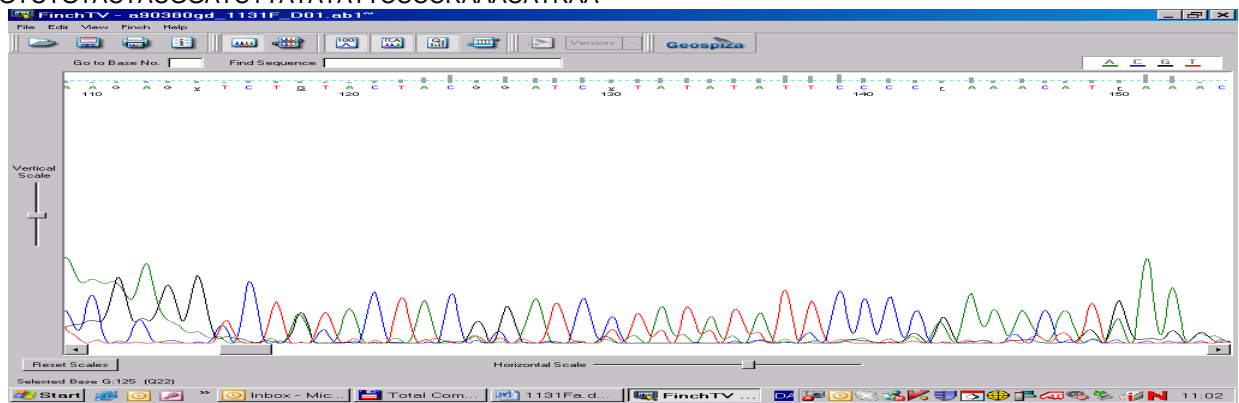 FinchTV - a90380gd_1131F_D01.ab1~
File Edit View Finch Help
Version Geospiza
Go to Base No. Find Sequence A C G T
A G A G y T C T G T A C T A C G G A T C y T A T A T A T T C C C C r A A A C A T r A A A C
110 120 130 140 150
Vertical
Scale
Reset Scales Horizontal Scale
Selected Base G:125 (Q22)
Start » Inbox - Mic... Total Com... 1131Fa.d... FinchTV ... DA 11:02